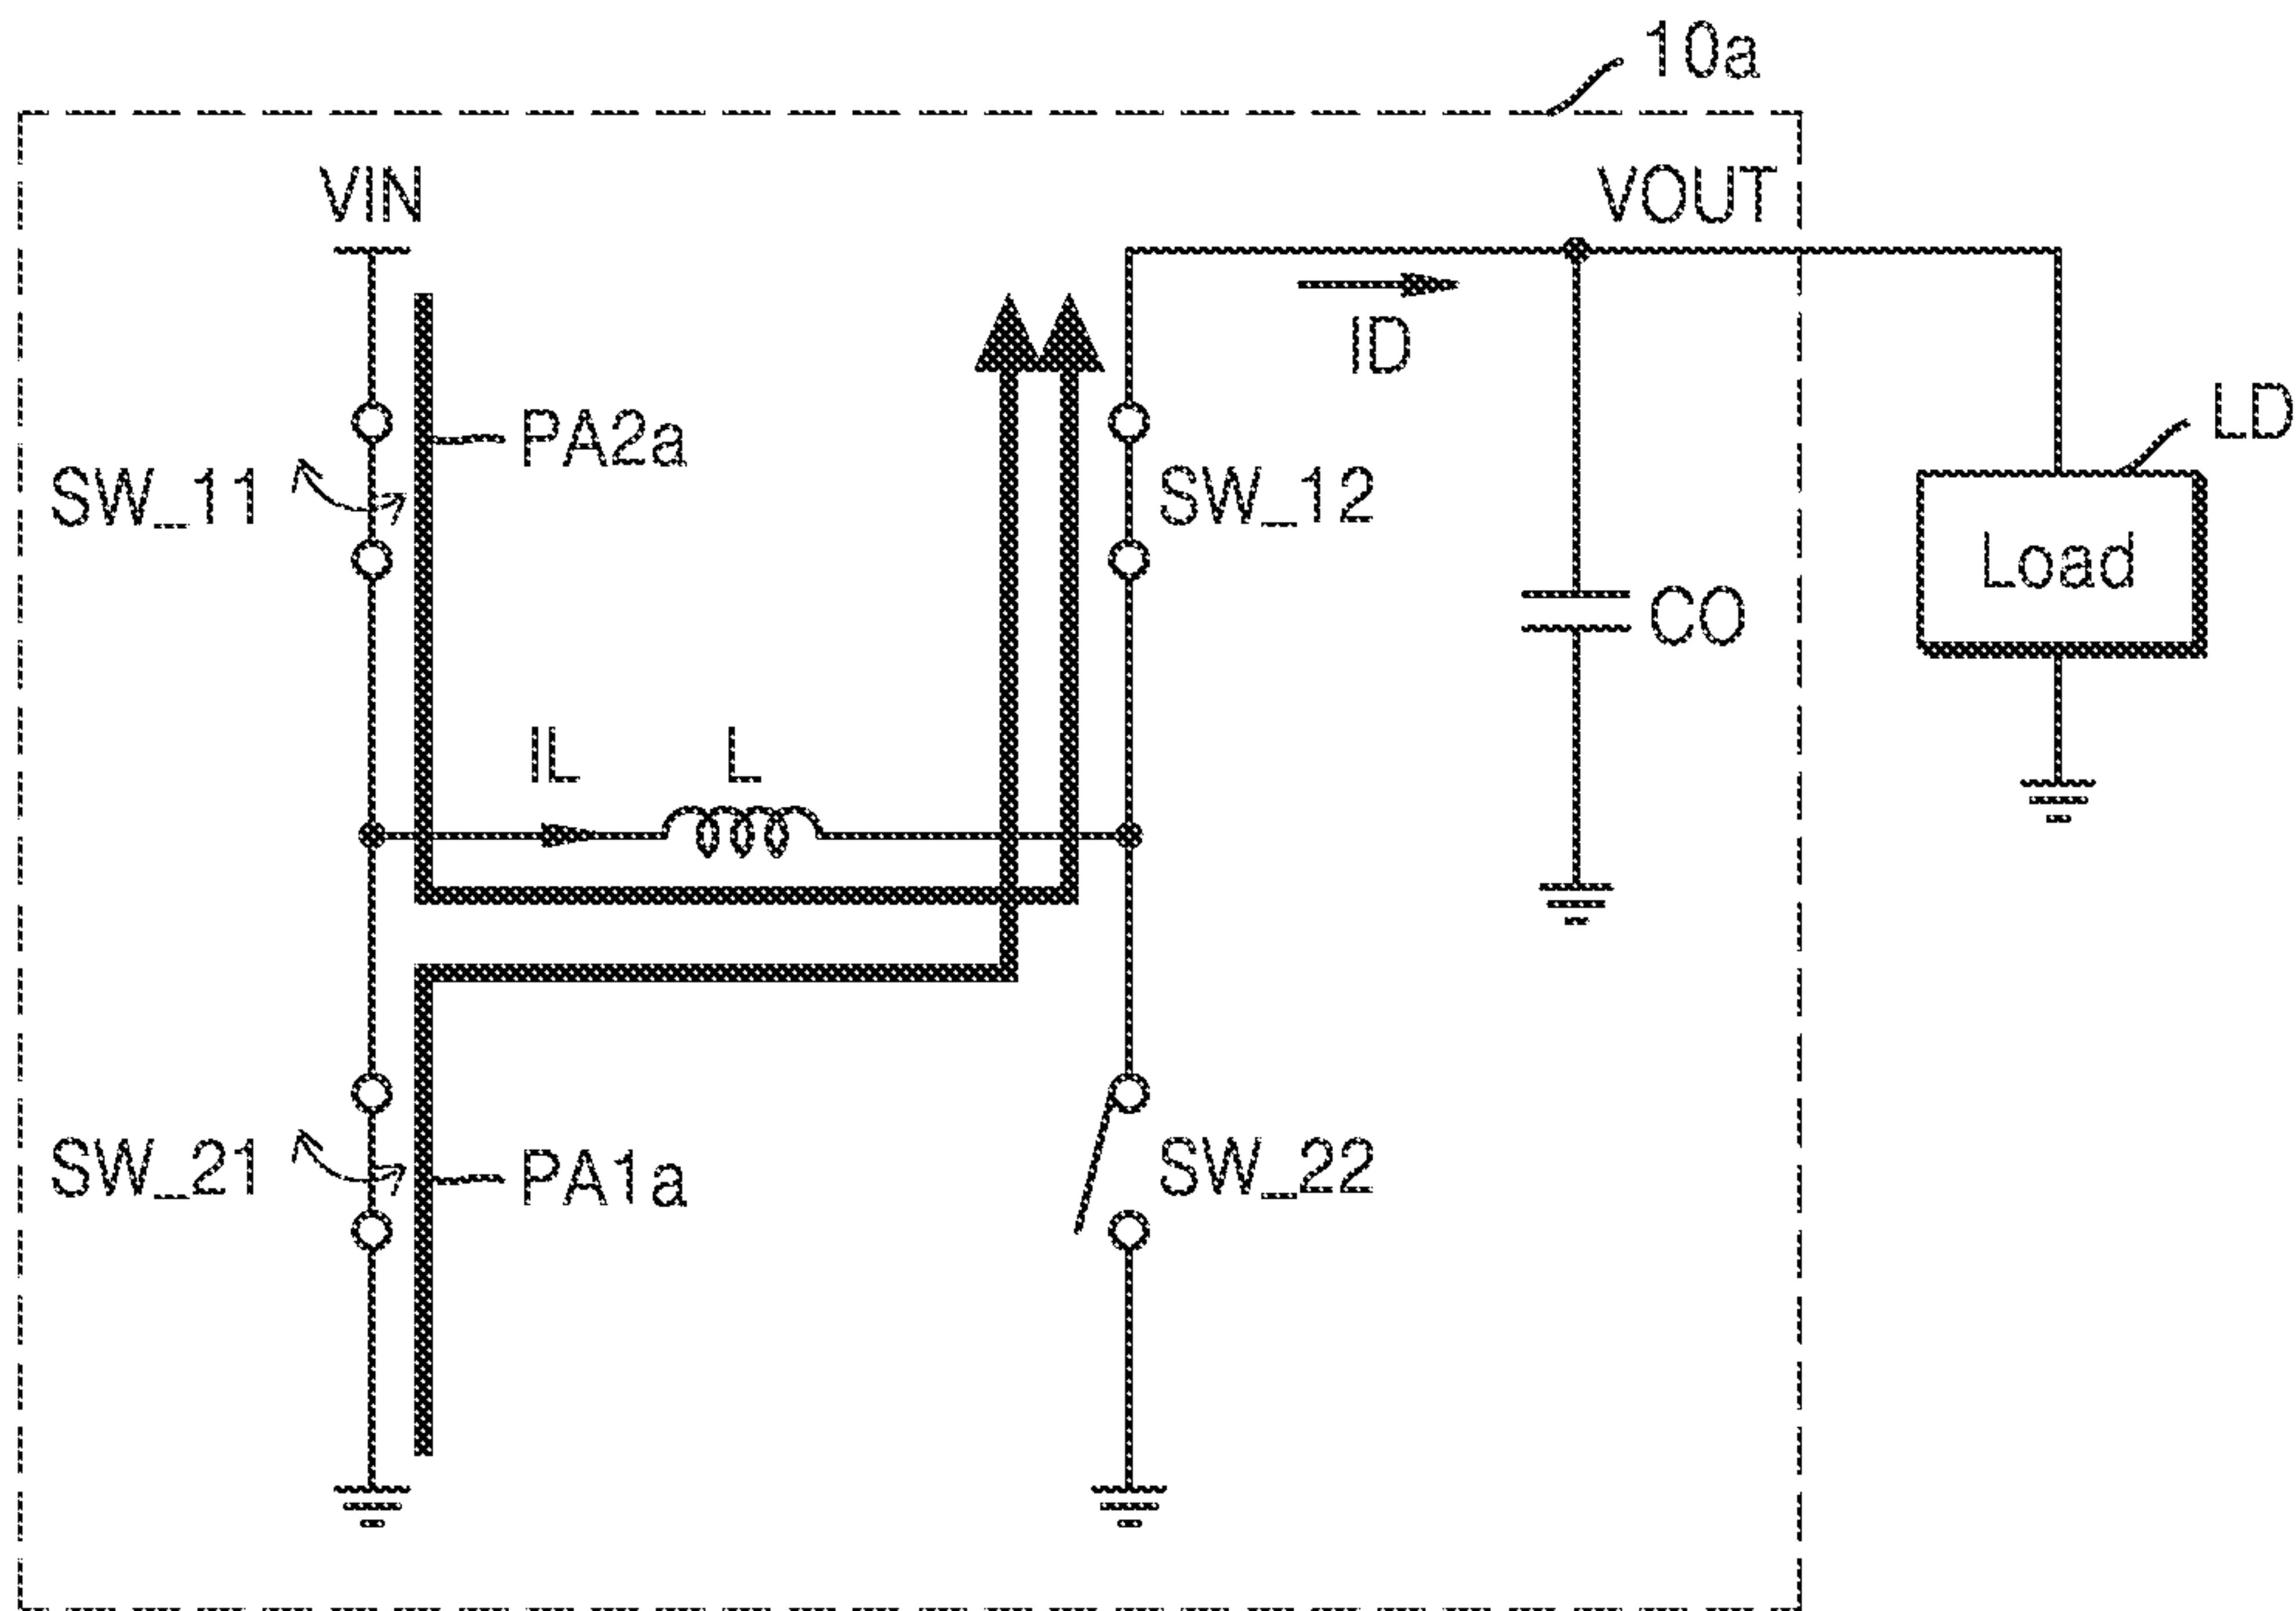 10a
VIN
VOUT
ID
LD
PA2a
SW_11
SW_12
Load
CO
IL
L
SW_21
PA1a
SW_22